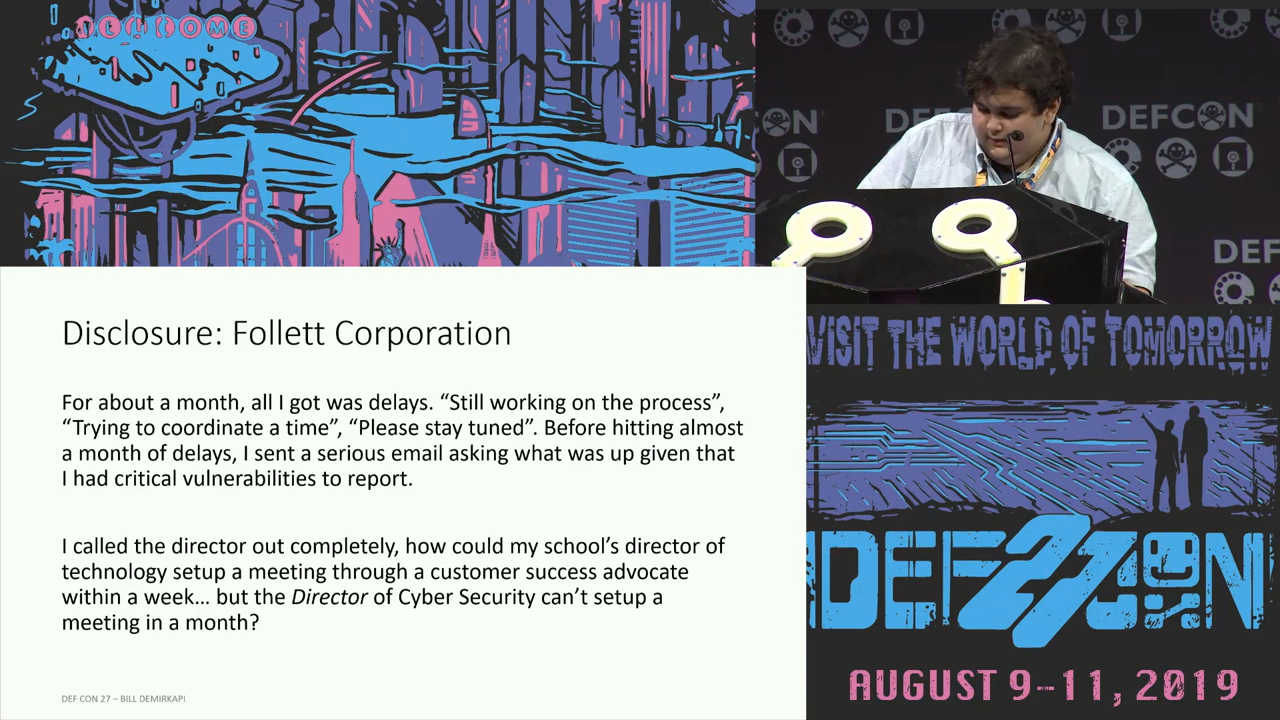 WELCOME
DEFCON
DEFCON
DEFCON
DEF
Disclosure: Follett Corporation
For about a month, all I got was delays. “Still working on the process”,
“Trying to coordinate a time”, “Please stay tuned”. Before hitting almost
a month of delays, I sent a serious email asking what was up given that
I had critical vulnerabilities to report.
I called the director out completely, how could my school’s director of
technology setup a meeting through a customer success advocate
within a week… but the Director of Cyber Security can’t setup a
meeting in a month?
DEF CON 27 – BILL DEMIRKAPI
VISIT THE WORLD OF TOMORROW
DEF 27 CON
AUGUST 9-11, 2019